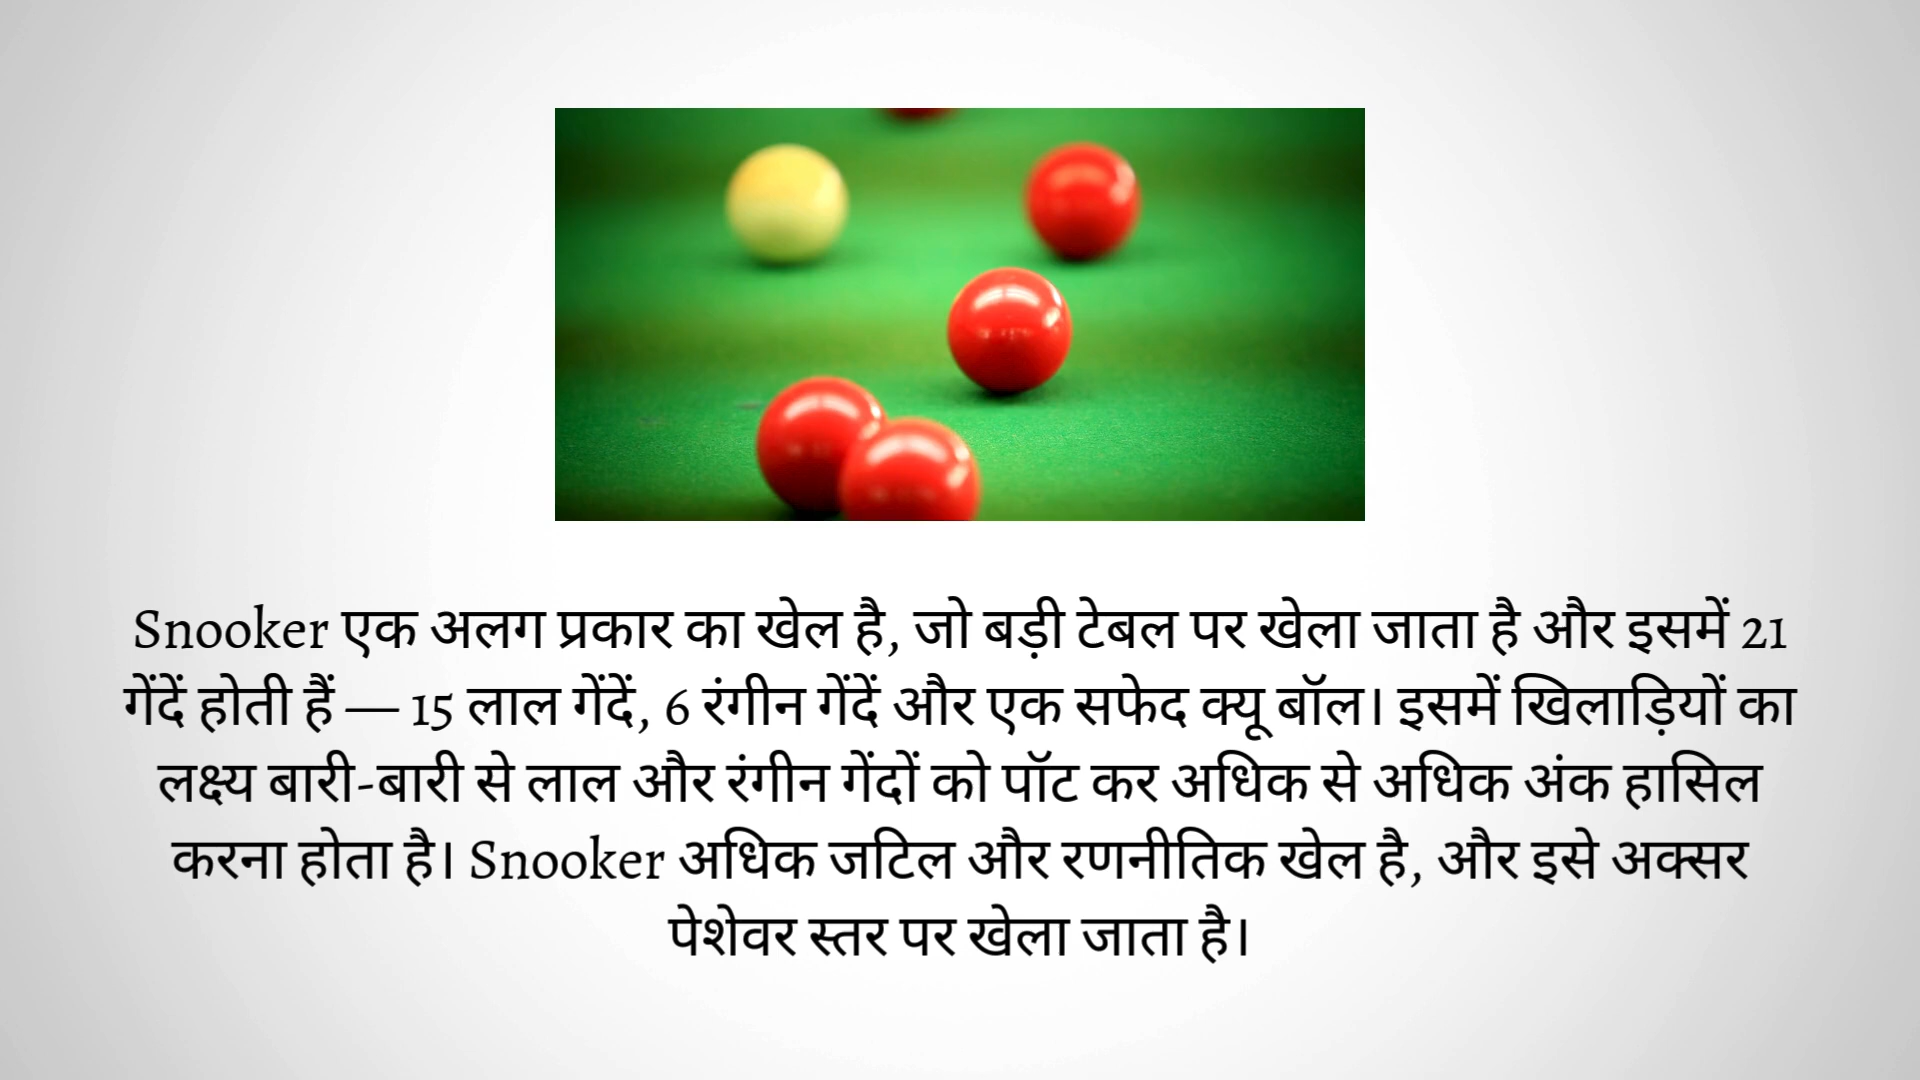 Snooker एक अलग प्रकार का खेल है, जो बड़ी टेबल पर खेला जाता है और इसमें 21
गेंदें होती हैं — 15 लाल गेंदें, 6 रंगीन गेंदें और एक सफेद क्यू बॉल। इसमें खिलाड़ियों का
लक्ष्य बारी-बारी से लाल और रंगीन गेंदों को पॉट कर अधिक से अधिक अंक हासिल
करना होता है। Snooker अधिक जटिल और रणनीतिक खेल है, और इसे अक्सर
पेशेवर स्तर पर खेला जाता है।